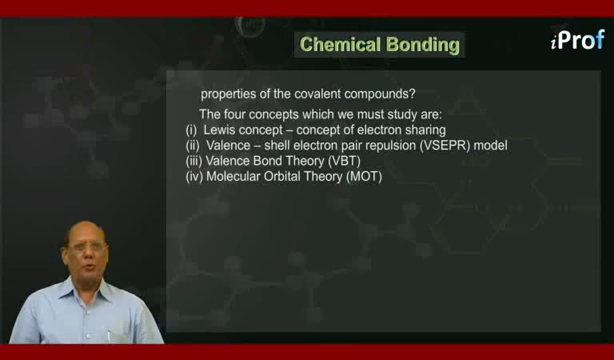 Chemical Bonding
iProf
properties of the covalent compounds?
The four concepts which we must study are:
(i) Lewis concept – concept of electron sharing
(ii) Valence – shell electron pair repulsion (VSEPR) model
(iii) Valence Bond Theory (VBT)
(iv) Molecular Orbital Theory (MOT)